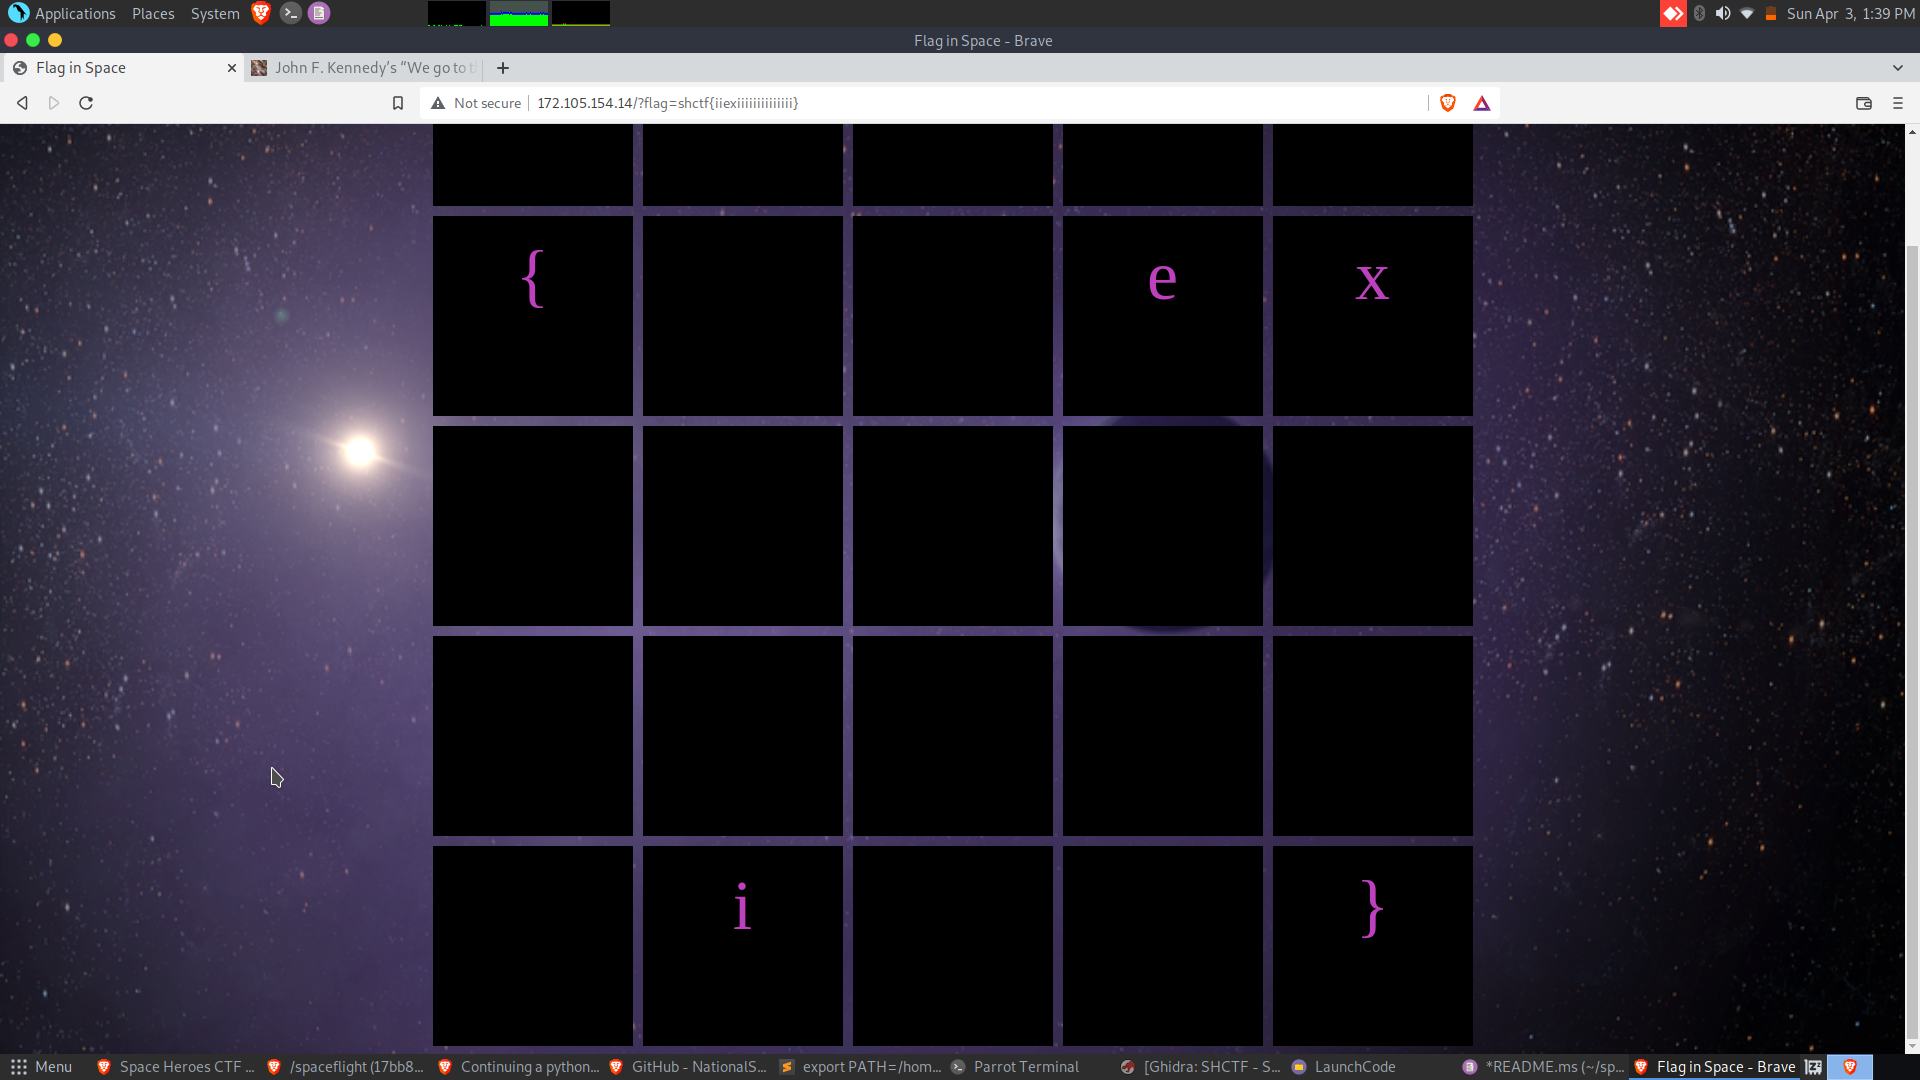 Applications Places System Sun Apr 3, 1:39 PM
Flag in Space - Brave
Flag in Space John F. Kennedy's "We go to t
Not secure 172.105.154.14/?flag=shctf{iiexiiiiiiiiiiiiii}
{ e x
i }
Menu Space Heroes CTF ... /spaceflight (17bb8... Continuing a python... GitHub - NationalS... export PATH=/hom... Parrot Terminal [Ghidra: SHCTF - S... LaunchCode *README.ms (~/sp... Flag in Space - Brave